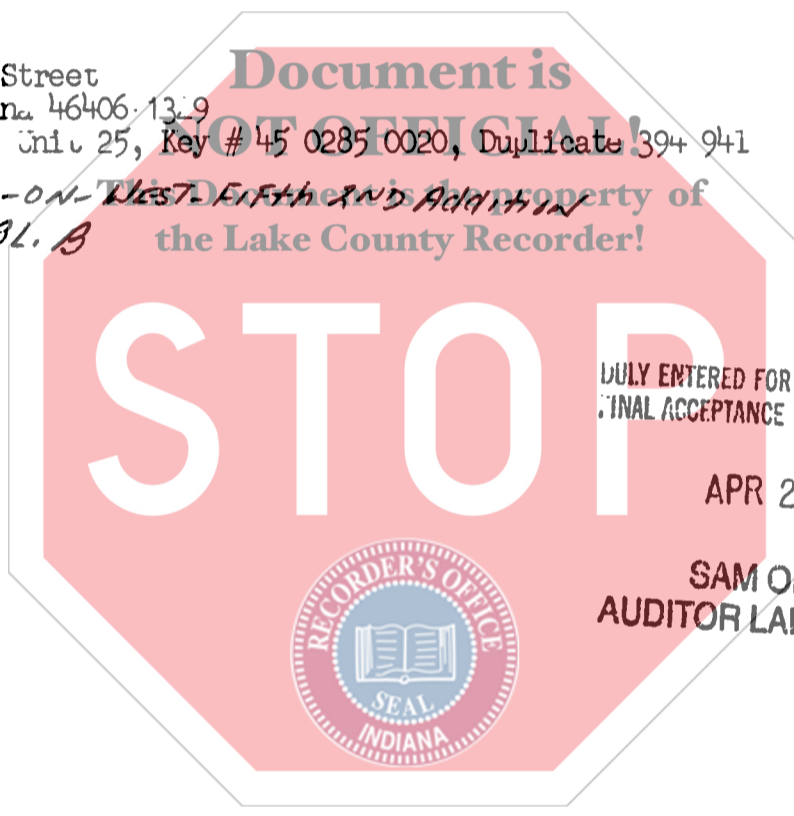 Document is
Street
46406-1329
NOT OFFICIAL!
Unit 25, Key # 45 0285 0020, Duplicate 394 941
This Document is the property of
-ON-WEST-FIFTH 2ND Addition
BL. B
the Lake County Recorder!
STOP
DULY ENTERED FOR
FINAL ACCEPTANCE
APR 2
SAM
AUDITOR
RECORDER'S OFFICE
SEAL
INDIANA